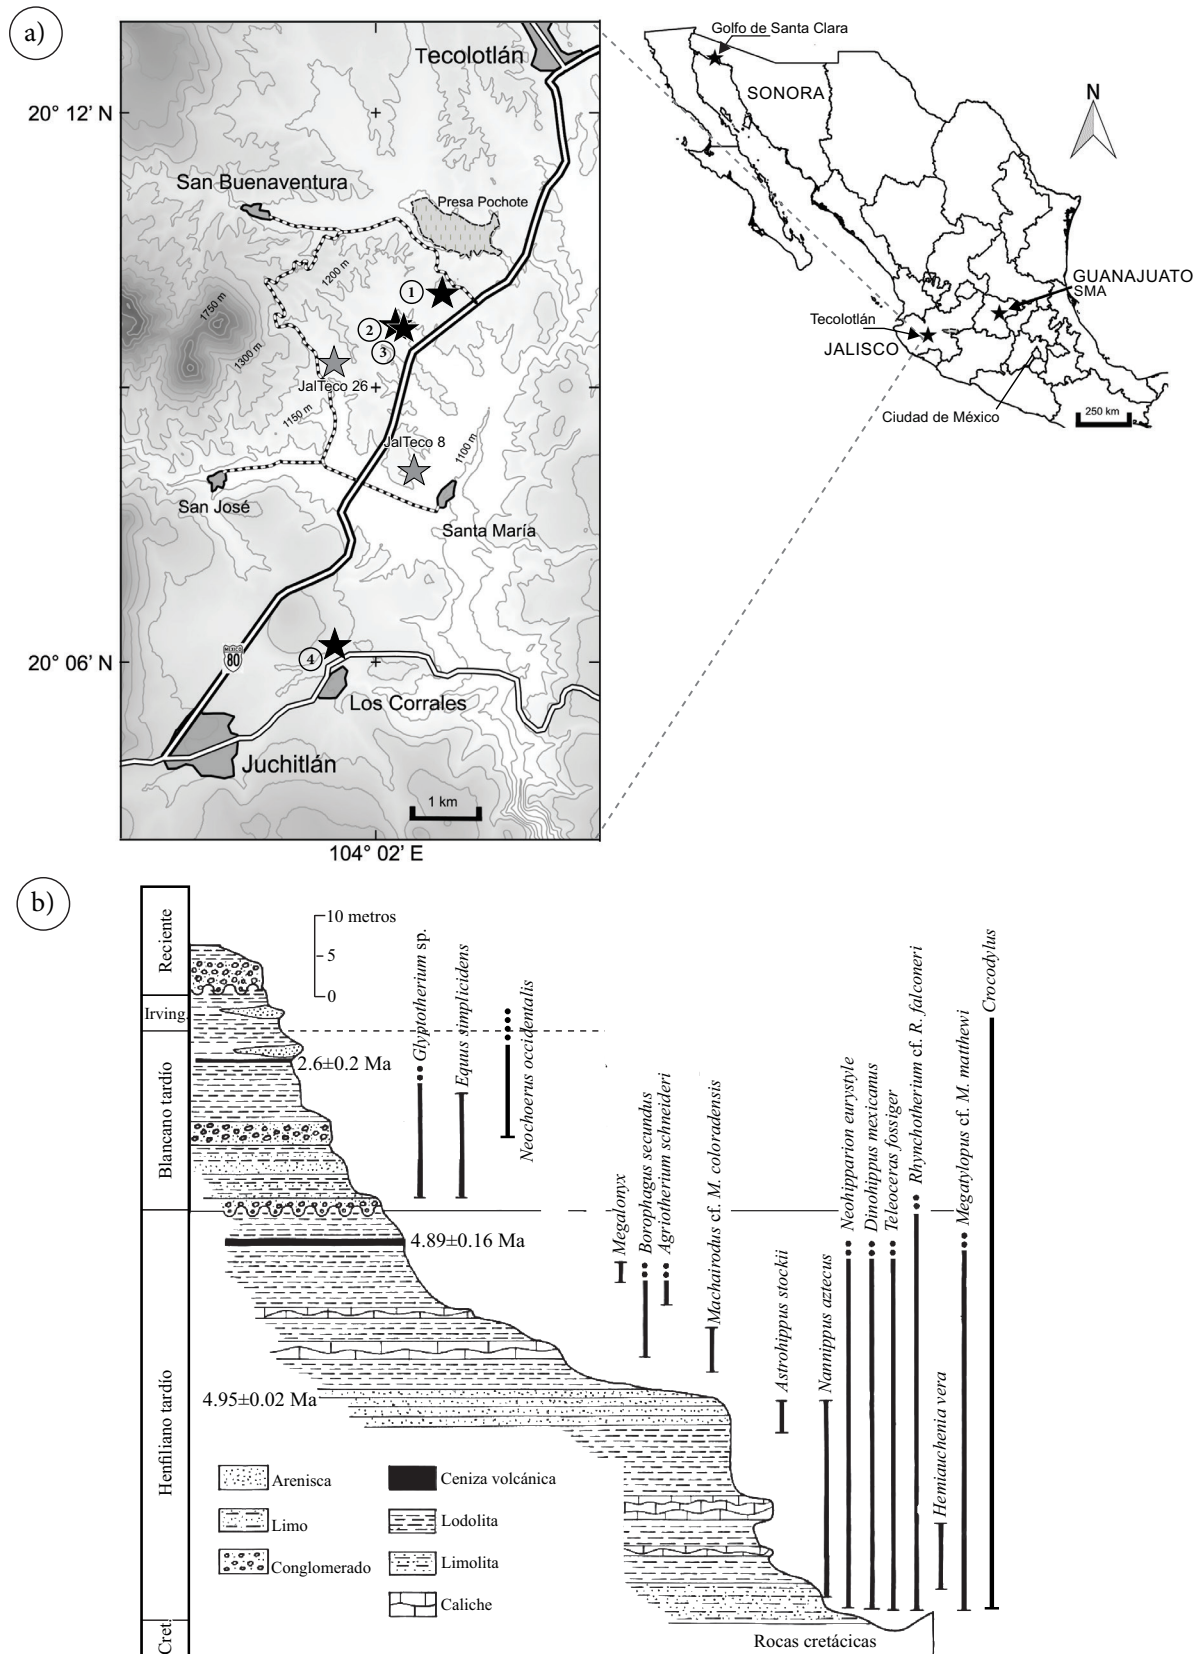 a)
Tecolotlán
20° 12' N
San Buenaventura
Presa Pochote
1200 m
1750 m
1300 m
1
2
3
JalTeco 26
1150 m
JalTeco 8
1100 m
San José
Santa María
20° 06' N
4
MEXICO
80
Los Corrales
Juchitlán
1 km
104° 02' E
Golfo de Santa Clara
SONORA
N
GUANAJUATO
SMA
Tecolotlán
JALISCO
Ciudad de México
250 km
b)
Reciente
Irving.
Blancano tardío
Henfiliano tardío
Cret.
10 metros
5
0
2.6±0.2 Ma
4.89±0.16 Ma
4.95±0.02 Ma
Glyptotherium sp.
Equus simplicidens
Neochoerus occidentalis
Megalonyx
Borophagus secundus
Agriotherium schneideri
Machairodus cf. M. coloradensis
Astrohippus stockii
Nannippus aztecus
Neohipparion eurystyle
Dinohippus mexicanus
Teleoceras fossiger
Rhynchotherium cf. R. falconeri
Hemiauchenia vera
Megatylopus cf. M. matthewi
Crocodylus
Arenisca
Limo
Conglomerado
Ceniza volcánica
Lodolita
Limolita
Caliche
Rocas cretácicas